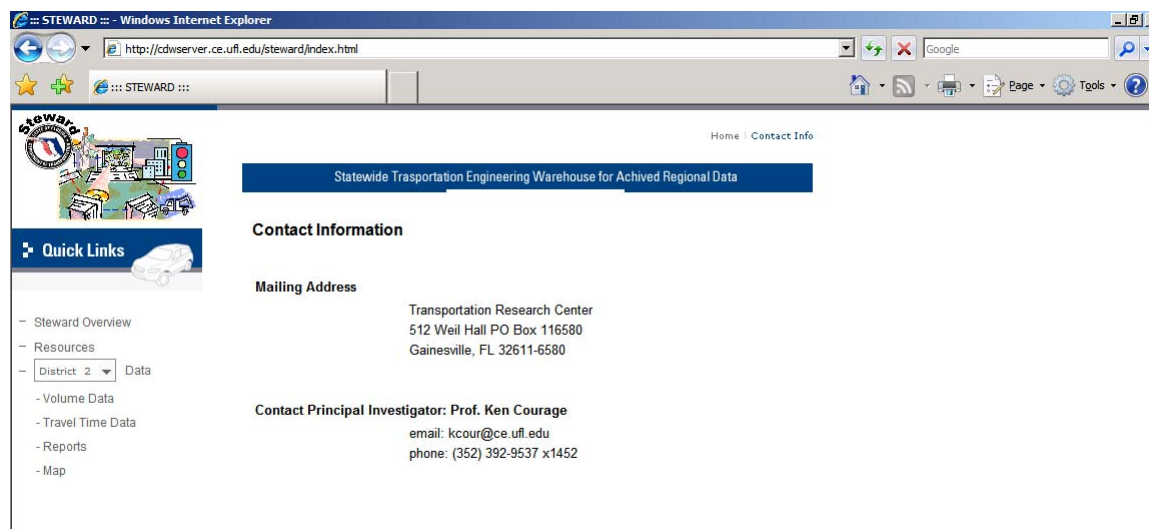 ::: STEWARD ::: - Windows Internet Explorer
http://cdwserver.ce.ufl.edu/steward/index.html
Google
::: STEWARD :::
Page
Tools
Steward
Home | Contact Info
Statewide Trasportation Engineering Warehouse for Achived Regional Data
Quick Links
Contact Information
Mailing Address
Transportation Research Center
512 Weil Hall PO Box 116580
Gainesville, FL 32611-6580
– Steward Overview
– Resources
– District 2 Data
- Volume Data
- Travel Time Data
- Reports
- Map
Contact Principal Investigator: Prof. Ken Courage
email: kcour@ce.ufl.edu
phone: (352) 392-9537 x1452